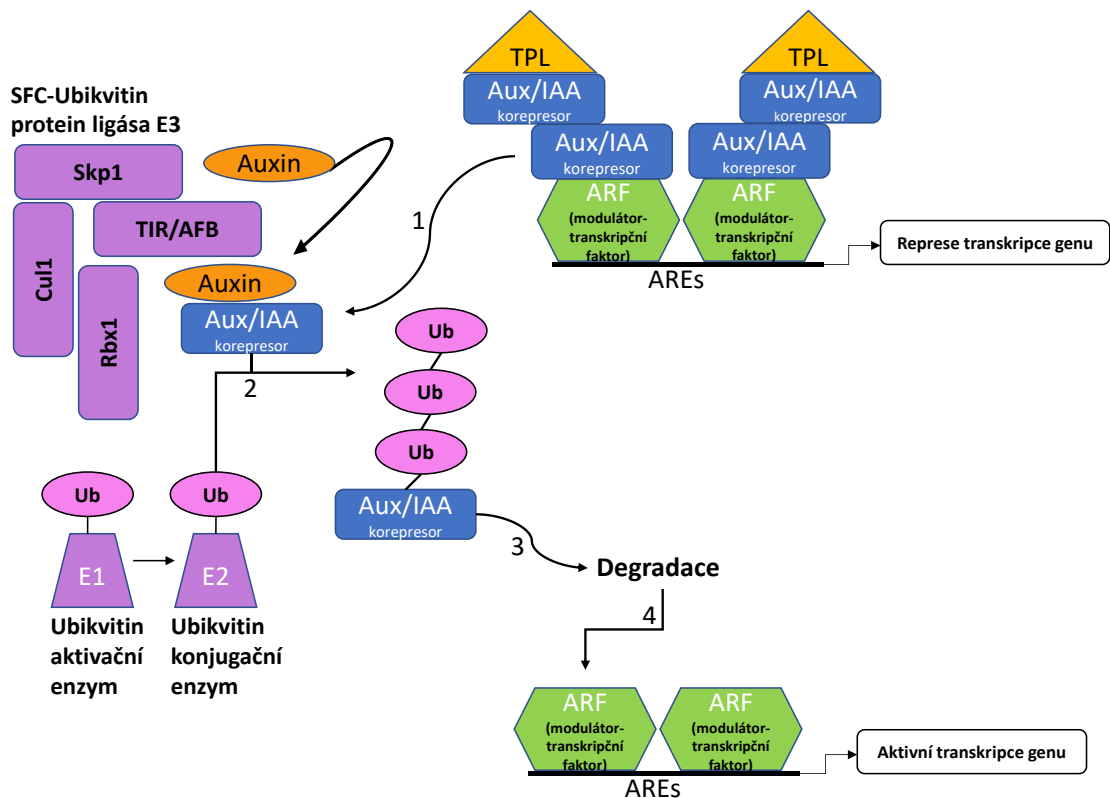 TPL
Aux/IAA
korepresor
Aux/IAA
korepresor
ARF
(modulátor-
transkripční
faktor)
TPL
Aux/IAA
korepresor
Aux/IAA
korepresor
ARF
(modulátor-
transkripční
faktor)
AREs
Represe transkripce genu
SFC-Ubikvitin
protein ligása E3
Skp1
Auxin
TIR/AFB
Cul1
Rbx1
Auxin
Aux/IAA
korepresor
1
2
Ub
Ub
Ub
Aux/IAA
korepresor
3
Degradace
4
Ub
E1
Ubikvitin
aktivační
enzym
Ub
E2
Ubikvitin
konjugační
enzym
ARF
(modulátor-
transkripční
faktor)
ARF
(modulátor-
transkripční
faktor)
AREs
Aktivní transkripce genu